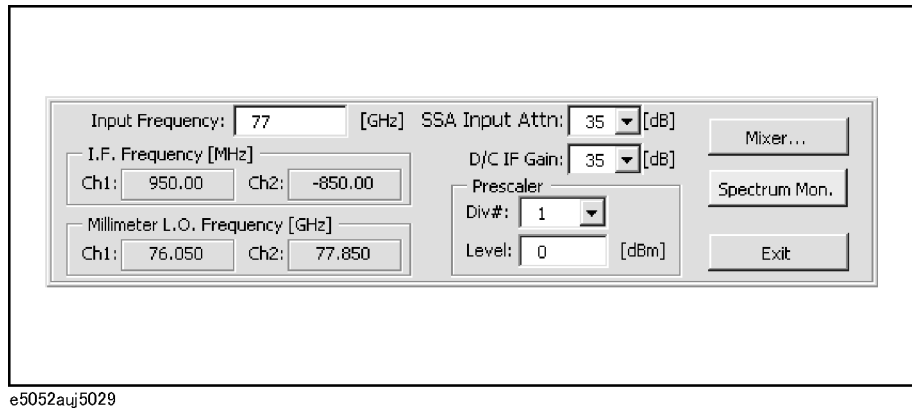 Input Frequency: 77 [GHz]
SSA Input Attn: 35 [dB]
Mixer...
I.F. Frequency [MHz]
Ch1: 950.00 Ch2: -850.00
D/C IF Gain: 35 [dB]
Spectrum Mon.
Prescaler
Div#: 1
Level: 0 [dBm]
Millimeter L.O. Frequency [GHz]
Ch1: 76.050 Ch2: 77.850
Exit
e5052auj5029